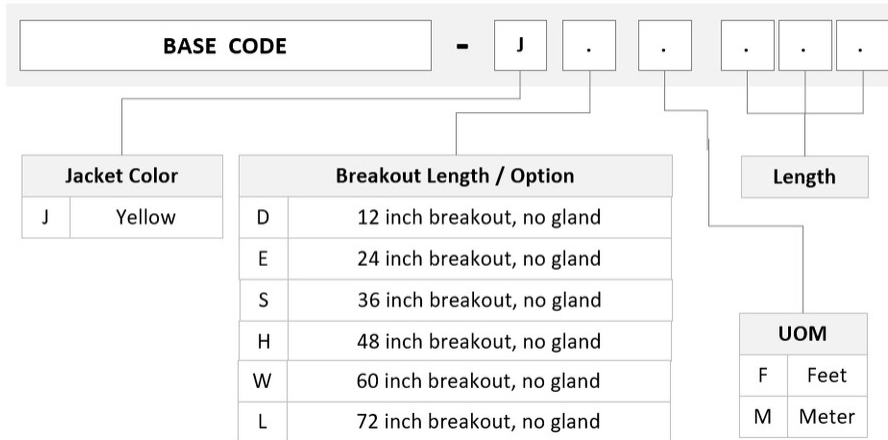 BASE CODE - J . . . . .
Jacket Color
J Yellow
Breakout Length / Option
D 12 inch breakout, no gland
E 24 inch breakout, no gland
S 36 inch breakout, no gland
H 48 inch breakout, no gland
W 60 inch breakout, no gland
L 72 inch breakout, no gland
Length
UOM
F Feet
M Meter